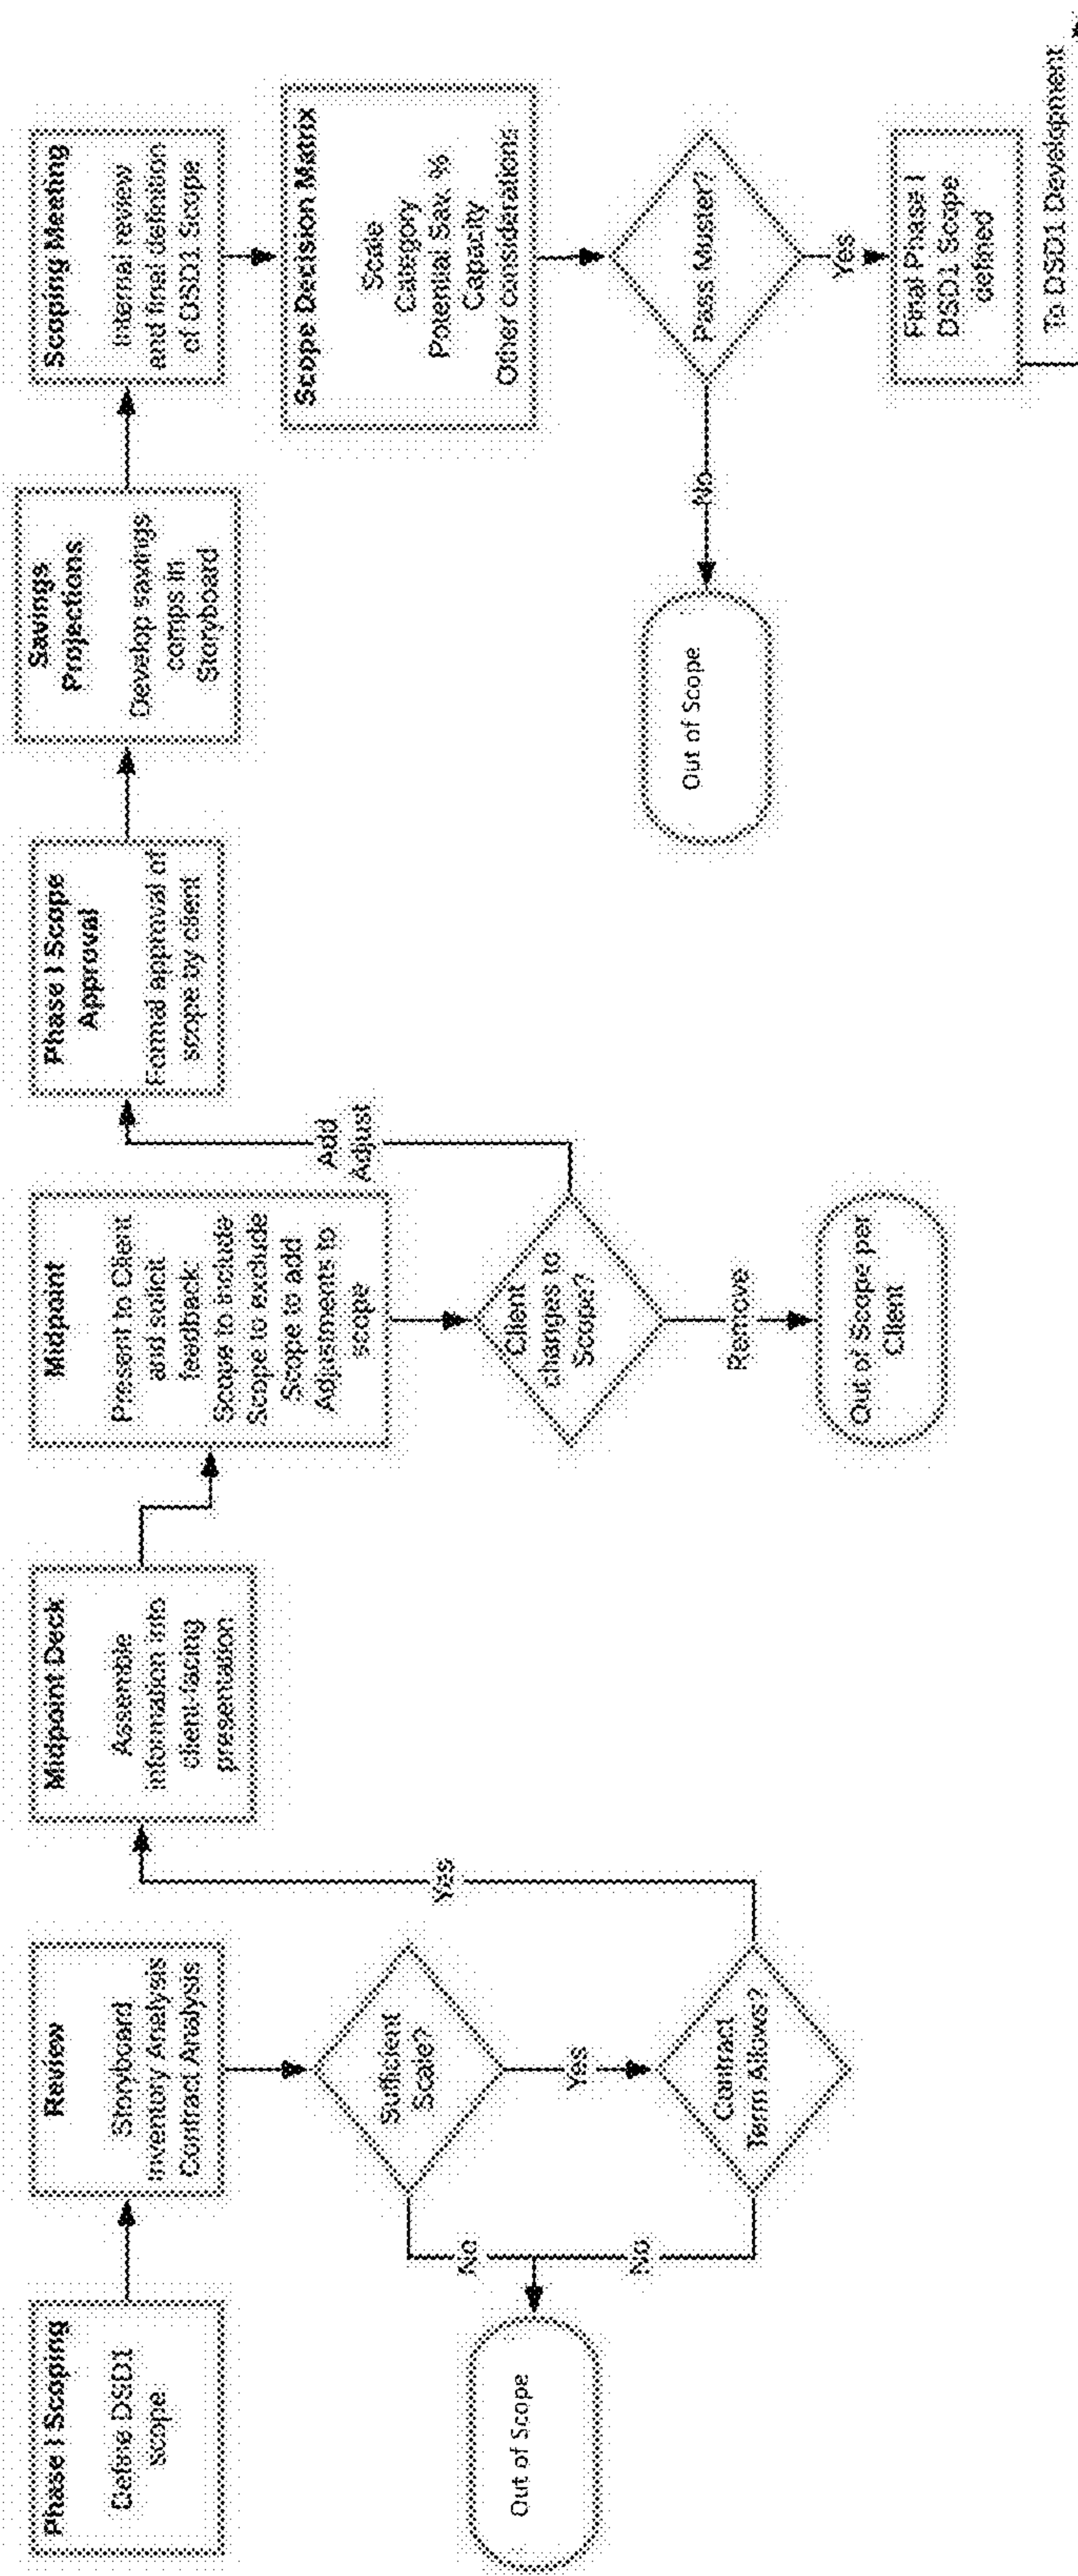 Phase I Scoping
Define DSD1
scope
Review
Storyboard
Inventory Analysis
Contract Analysis
Sufficient
Scale?
No
Yes
Contract
Term Allows?
No
Yes
Out of Scope
Midpoint Deck
Assemble
information into
client-facing
presentation
Midpoint
Present to Client
and solicit
feedback:
Scope to include
Scope to exclude
Scope to add
Adjustments to
scope
Client
changes to
Scope?
Remove
Out of Scope per
Client
Add
Adjust
Phase I Scope
Approval
Formal approval of
scope by client
Savings
Projections
Develop savings
comps in
Storyboard
Scoping Meeting
Internal review
and final definition
of DSD1 Scope
Scope Decision Matrix
Scale
Category
Potential Sav. %
Capacity
Other considerations
Pass Muster?
No
Out of Scope
Yes
Final Phase I
DSD1 Scope
defined
To DSD1 Development